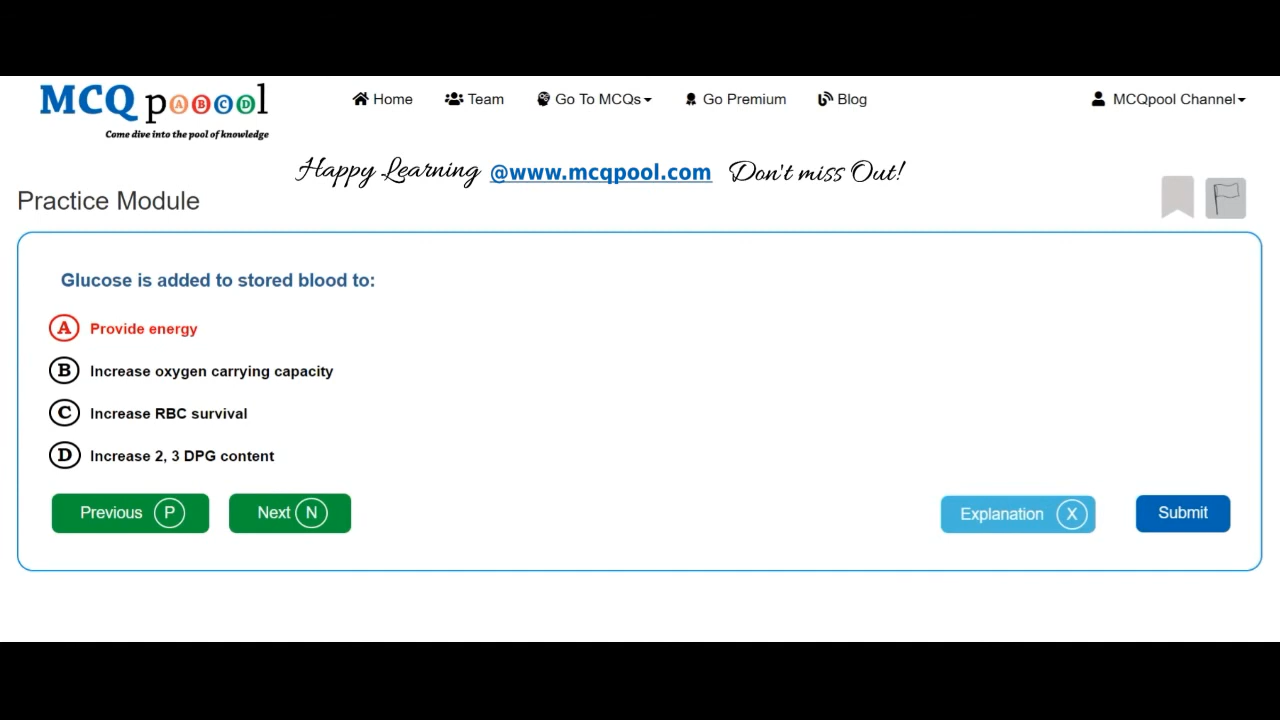 MCQ pABCDl
Come dive into the pool of knowledge
Home Team Go To MCQs Go Premium Blog MCQpool Channel
Happy Learning @www.mcqpool.com Don't miss Out!
Practice Module
Glucose is added to stored blood to:
A Provide energy
B Increase oxygen carrying capacity
C Increase RBC survival
D Increase 2, 3 DPG content
Previous P Next N Explanation X Submit